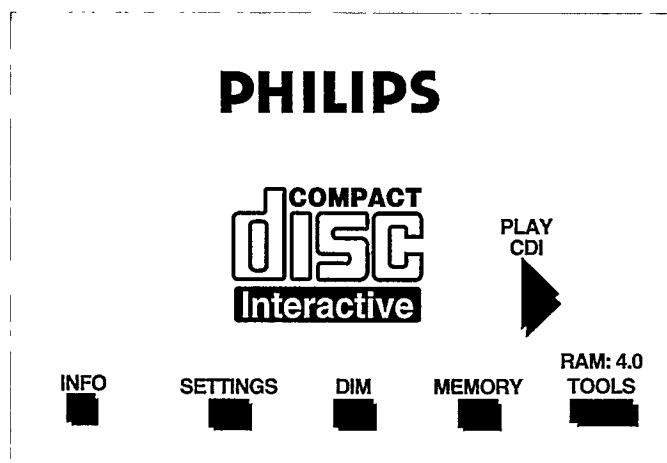 PHILIPS
COMPACT
disc
Interactive
PLAY
CDI
RAM: 4.0
INFO
SETTINGS
DIM
MEMORY
TOOLS